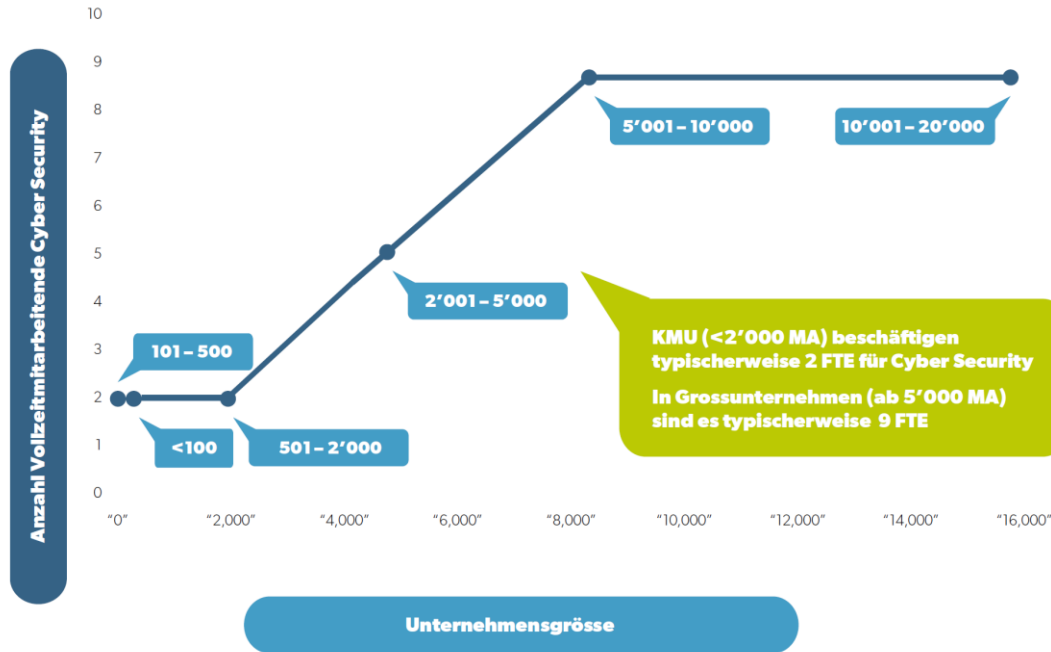 Anzahl Vollzeitmitarbeitende Cyber Security
10
9
8
7
6
5
4
3
2
1
0
5’001 – 10’000
10’001 – 20’000
2’001 – 5’000
101 – 500
<100
501 – 2’000
KMU (<2’000 MA) beschäftigen
typischerweise 2 FTE für Cyber Security
In Grossunternehmen (ab 5’000 MA)
sind es typischerweise 9 FTE
“0”
“2,000”
“4,000”
“6,000”
“8,000”
“10,000”
“12,000”
“14,000”
“16,000”
Unternehmensgrösse